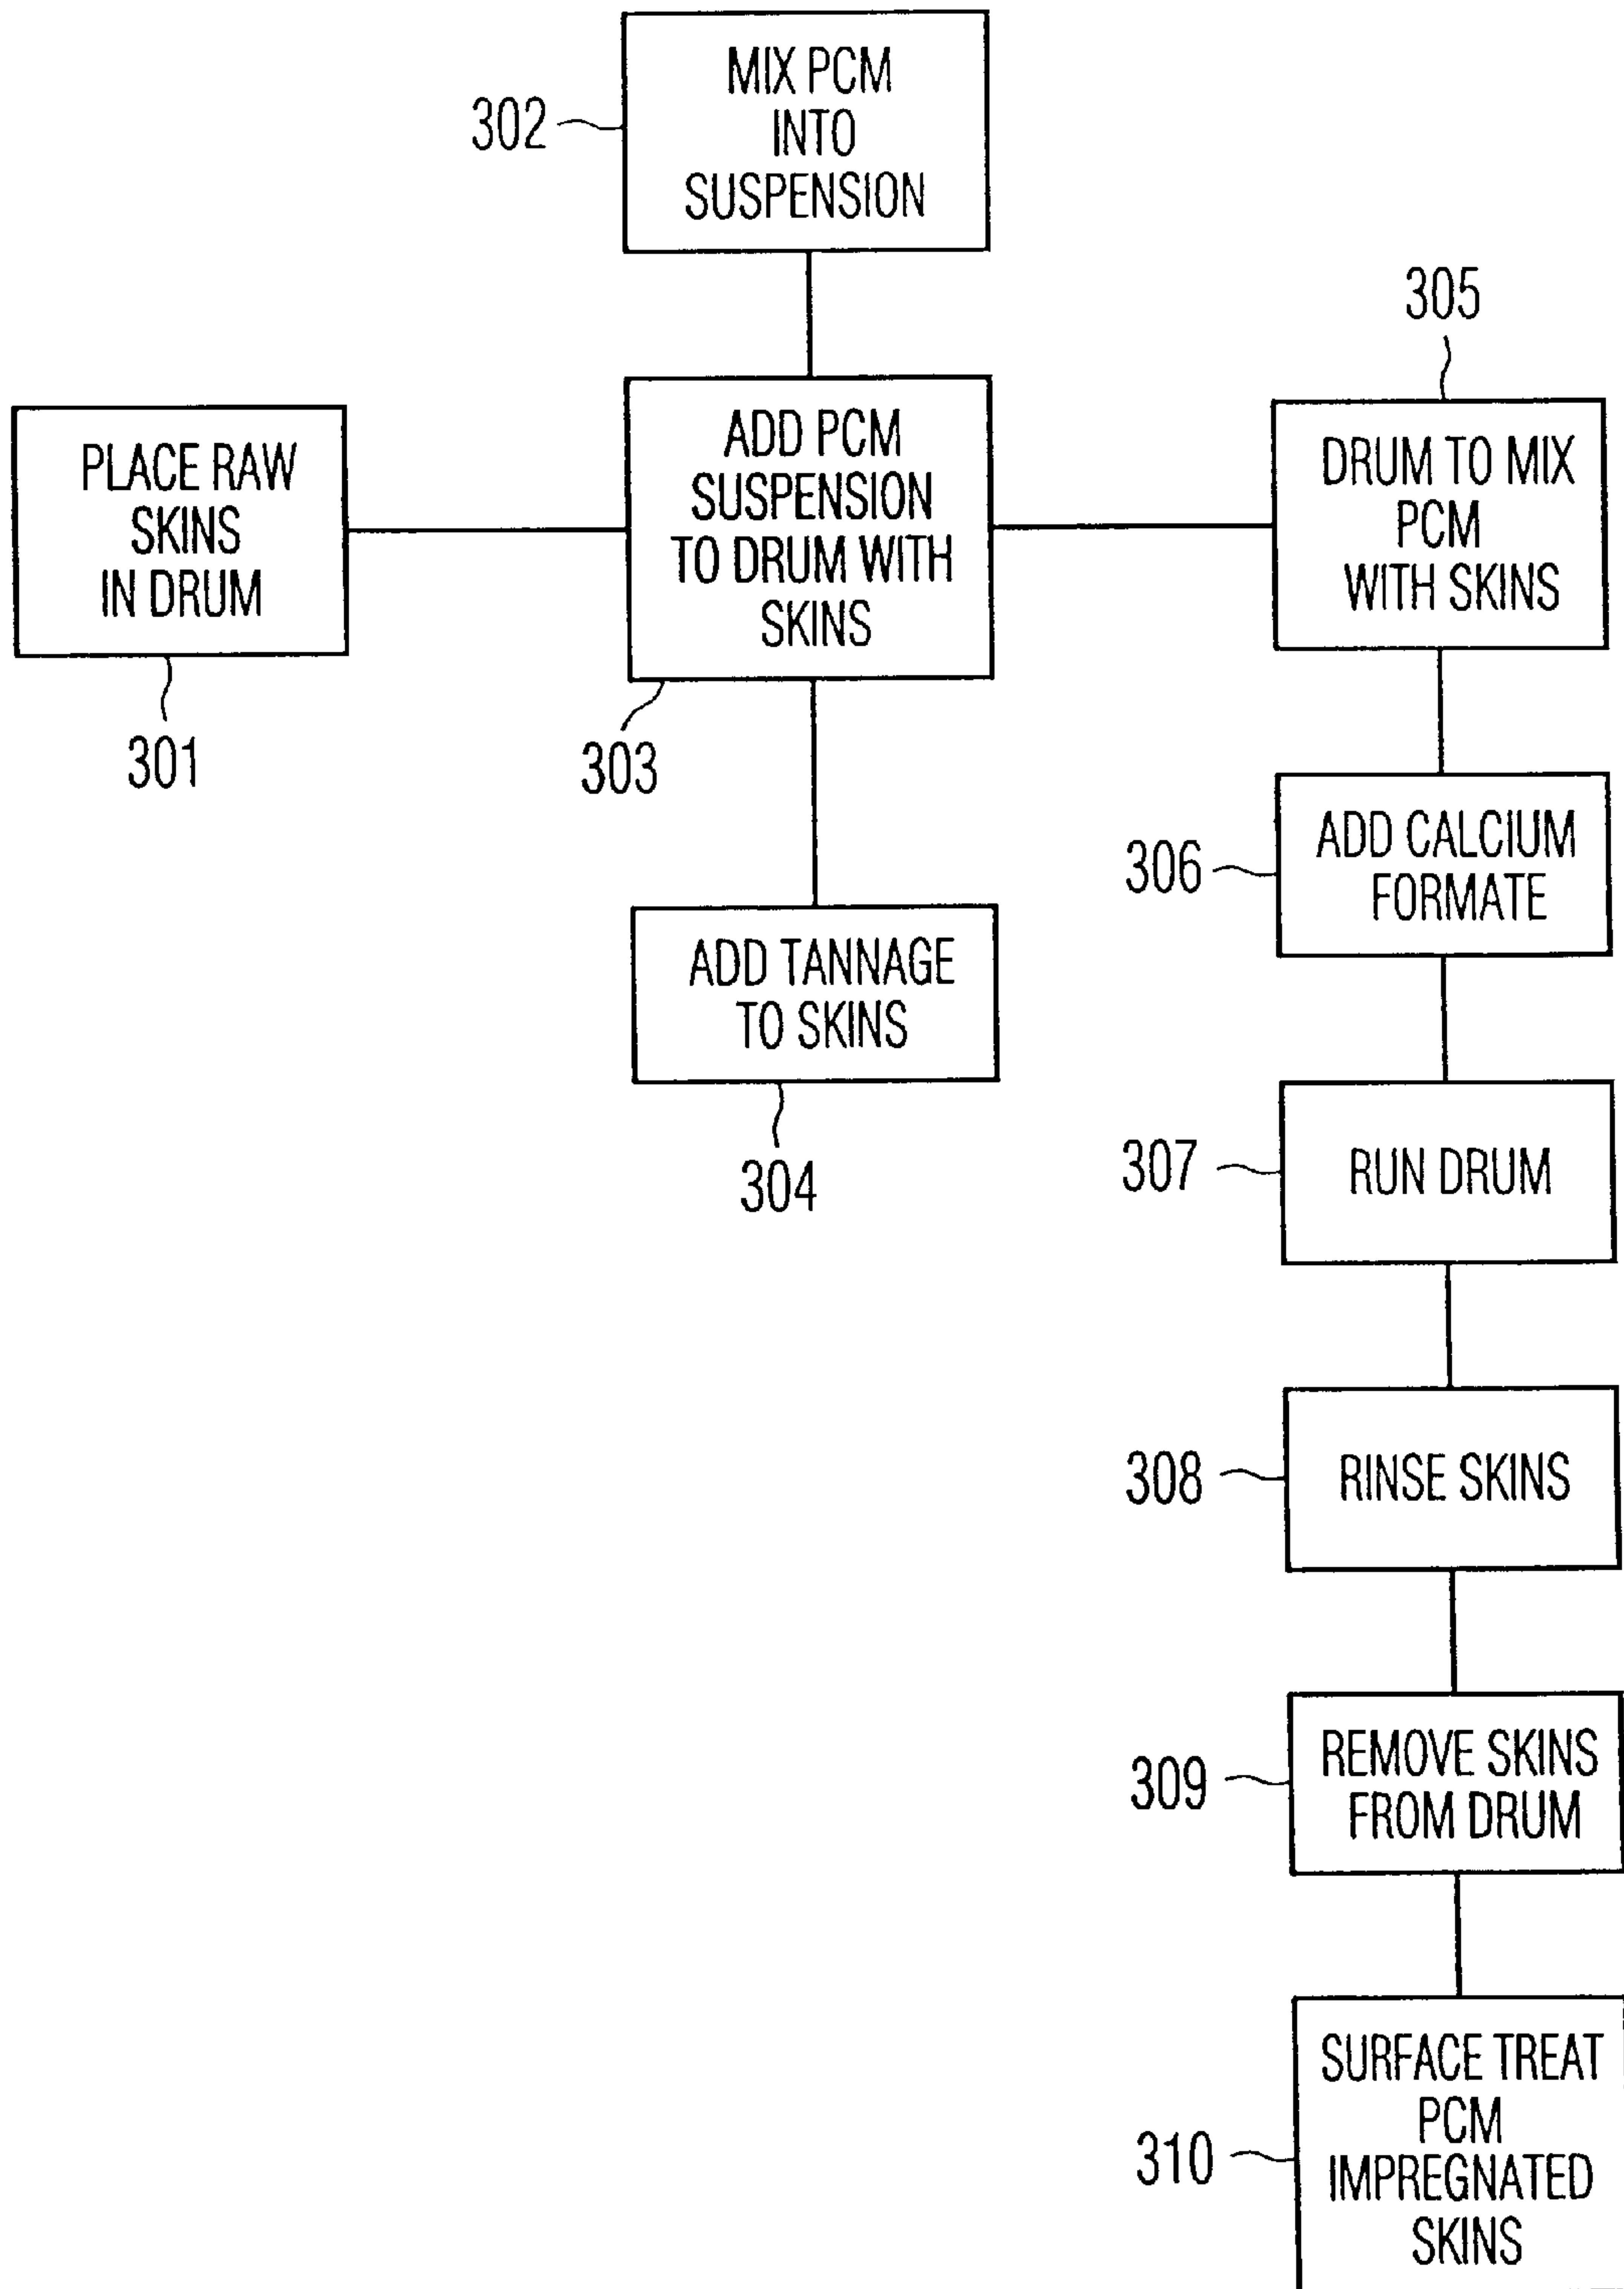 302
MIX PCM
INTO
SUSPENSION
301
PLACE RAW
SKINS
IN DRUM
303
ADD PCM
SUSPENSION
TO DRUM WITH
SKINS
304
ADD TANNAGE
TO SKINS
305
DRUM TO MIX
PCM
WITH SKINS
306
ADD CALCIUM
FORMATE
307
RUN DRUM
308
RINSE SKINS
309
REMOVE SKINS
FROM DRUM
310
SURFACE TREAT
PCM
IMPREGNATED
SKINS